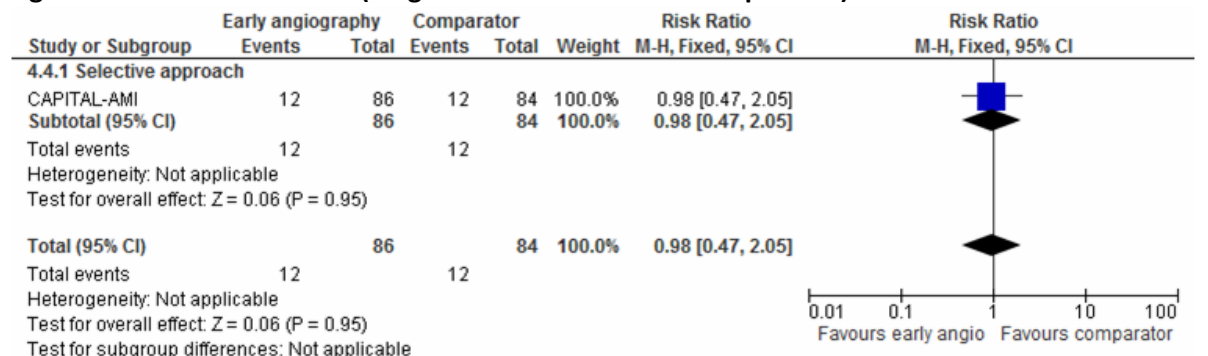 Early angiography Comparator Risk Ratio Risk Ratio
Study or Subgroup Events Total Events Total Weight M-H, Fixed, 95% CI M-H, Fixed, 95% CI
4.4.1 Selective approach
CAPITAL-AMI 12 86 12 84 100.0% 0.98 [0.47, 2.05]
Subtotal (95% CI) 86 84 100.0% 0.98 [0.47, 2.05]
Total events 12 12
Heterogeneity: Not applicable
Test for overall effect: Z = 0.06 (P = 0.95)
Total (95% CI) 86 84 100.0% 0.98 [0.47, 2.05]
Total events 12 12
Heterogeneity: Not applicable
Test for overall effect: Z = 0.06 (P = 0.95)
Test for subgroup differences: Not applicable
0.01 0.1 1 10 100
Favours early angio Favours comparator